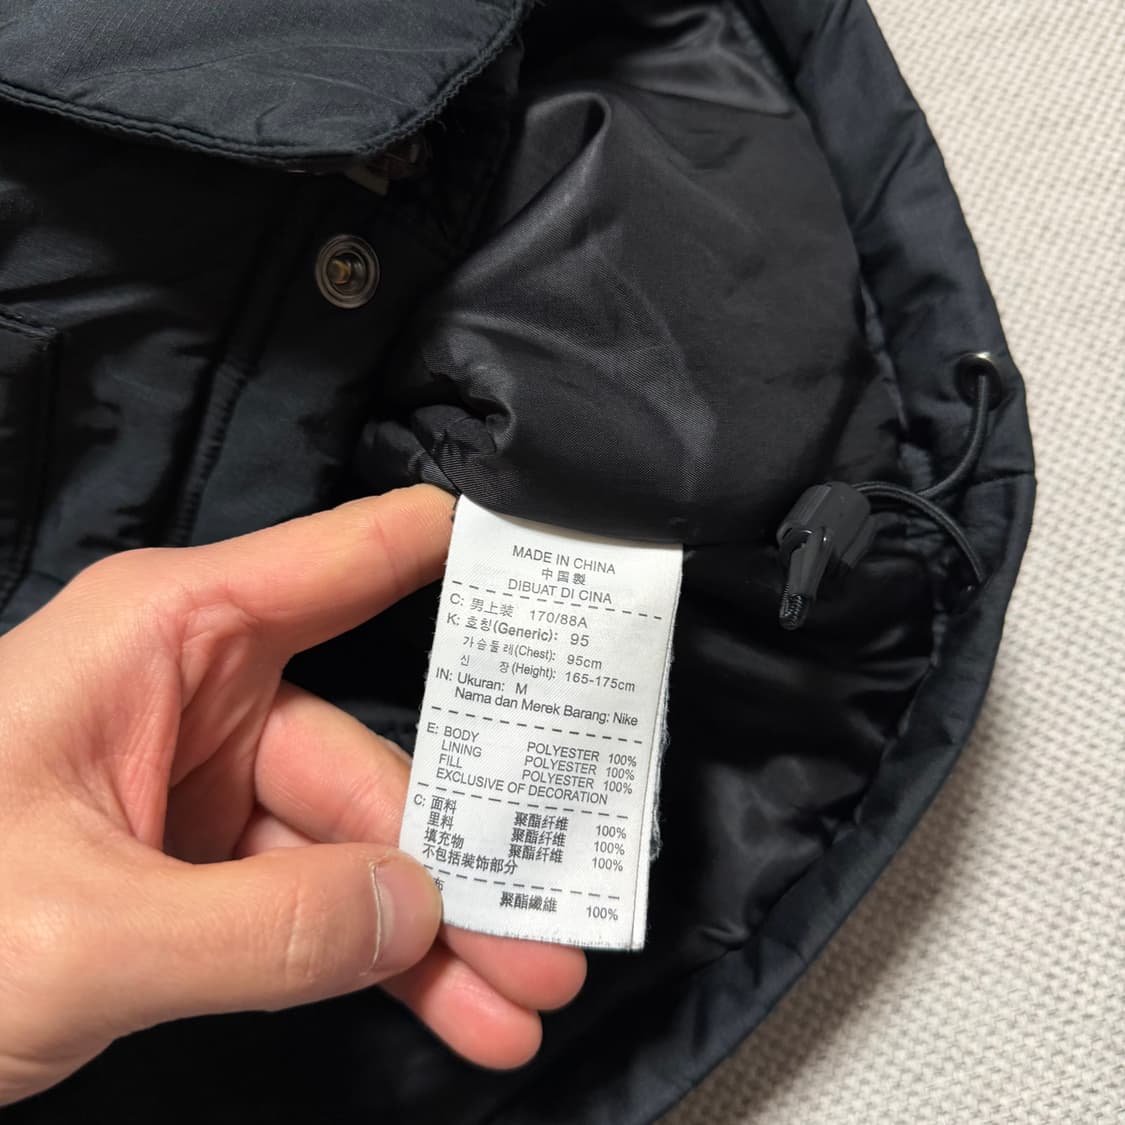 MADE IN CHINA
中国製
DIBUAT DI CINA
C: 男上装 170/88A
K: 호칭(Generic): 95
가슴둘레(Chest): 95cm
신 장(Height): 165-175cm
IN: Ukuran: M
Nama dan Merek Barang: Nike
E: BODY POLYESTER 100%
LINING POLYESTER 100%
FILL POLYESTER 100%
EXCLUSIVE OF DECORATION
C: 面料 聚酯纤维 100%
里料 聚酯纤维 100%
填充物 聚酯纤维 100%
不包括装饰部分
布 聚酯纖維 100%